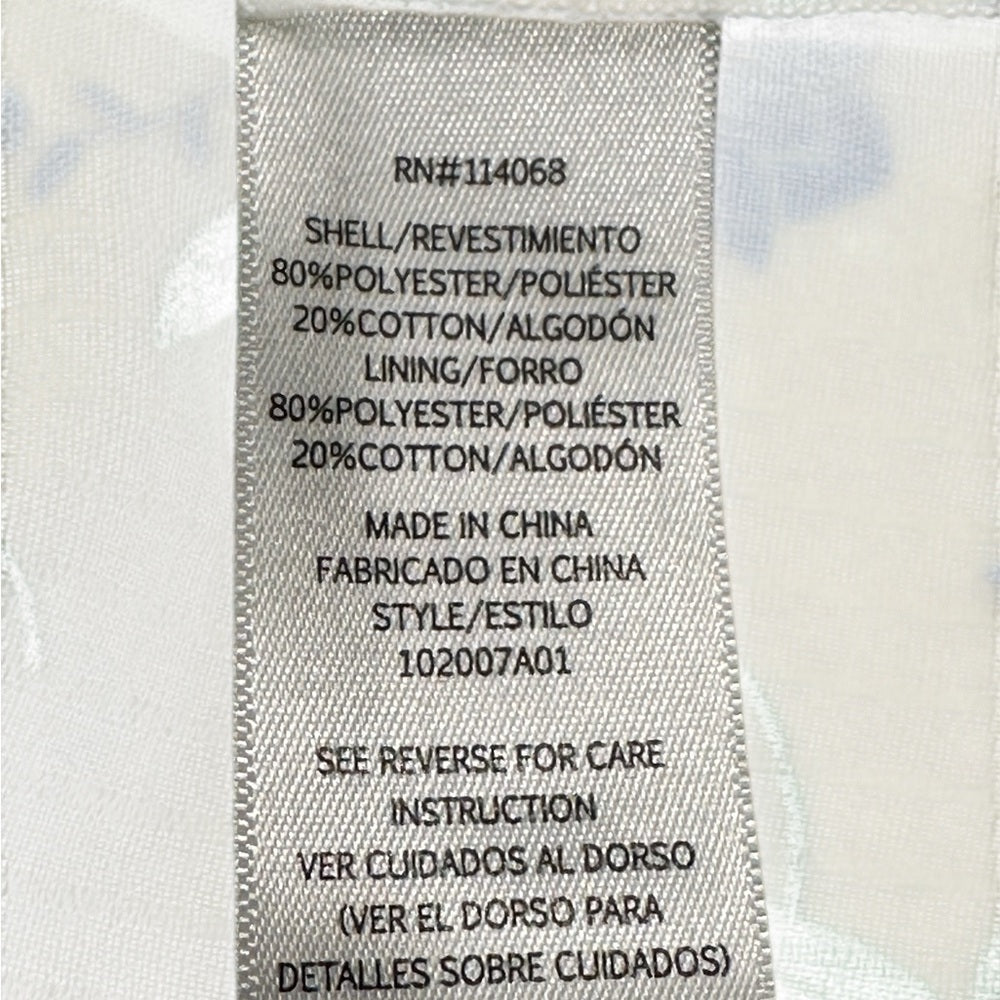 RN#114068
SHELL/REVESTIMIENTO
80%POLYESTER/POLIÉSTER
20%COTTON/ALGODÓN
LINING/FORRO
80%POLYESTER/POLIÉSTER
20%COTTON/ALGODÓN
MADE IN CHINA
FABRICADO EN CHINA
STYLE/ESTILO
102007A01
SEE REVERSE FOR CARE
INSTRUCTION
VER CUIDADOS AL DORSO
(VER EL DORSO PARA
DETALLES SOBRE CUIDADOS)